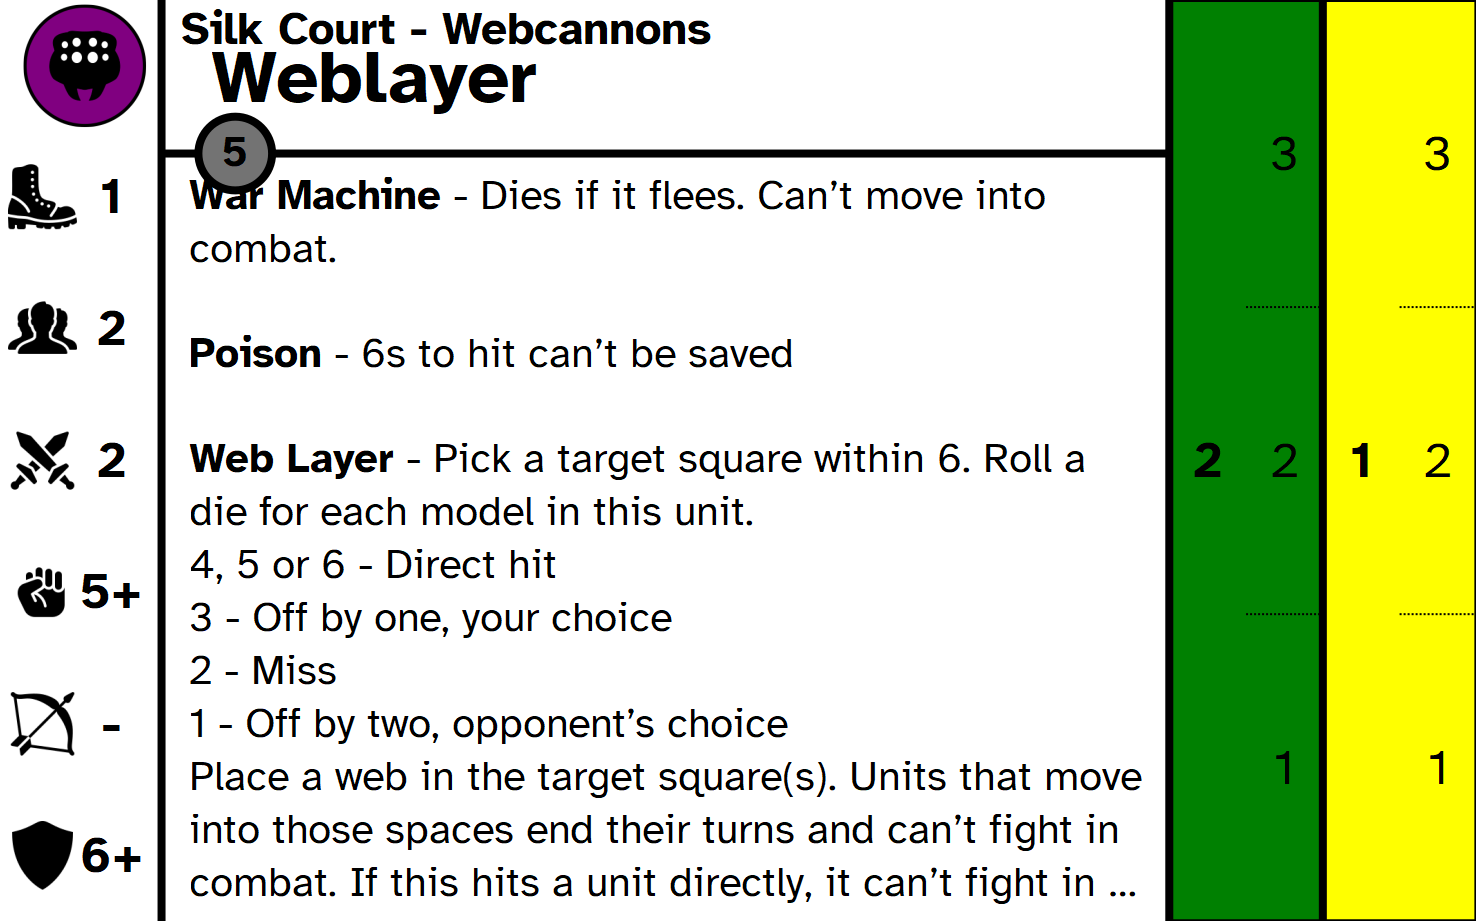 Silk Court - Webcannons
Weblayer
5
1
2
2
5+
-
6+
War Machine - Dies if it flees. Can’t move into
combat.
Poison - 6s to hit can’t be saved
Web Layer - Pick a target square within 6. Roll a
die for each model in this unit.
4, 5 or 6 - Direct hit
3 - Off by one, your choice
2 - Miss
1 - Off by two, opponent’s choice
Place a web in the target square(s). Units that move
into those spaces end their turns and can’t fight in
combat. If this hits a unit directly, it can’t fight in ...
2
3
2
1
1
3
2
1